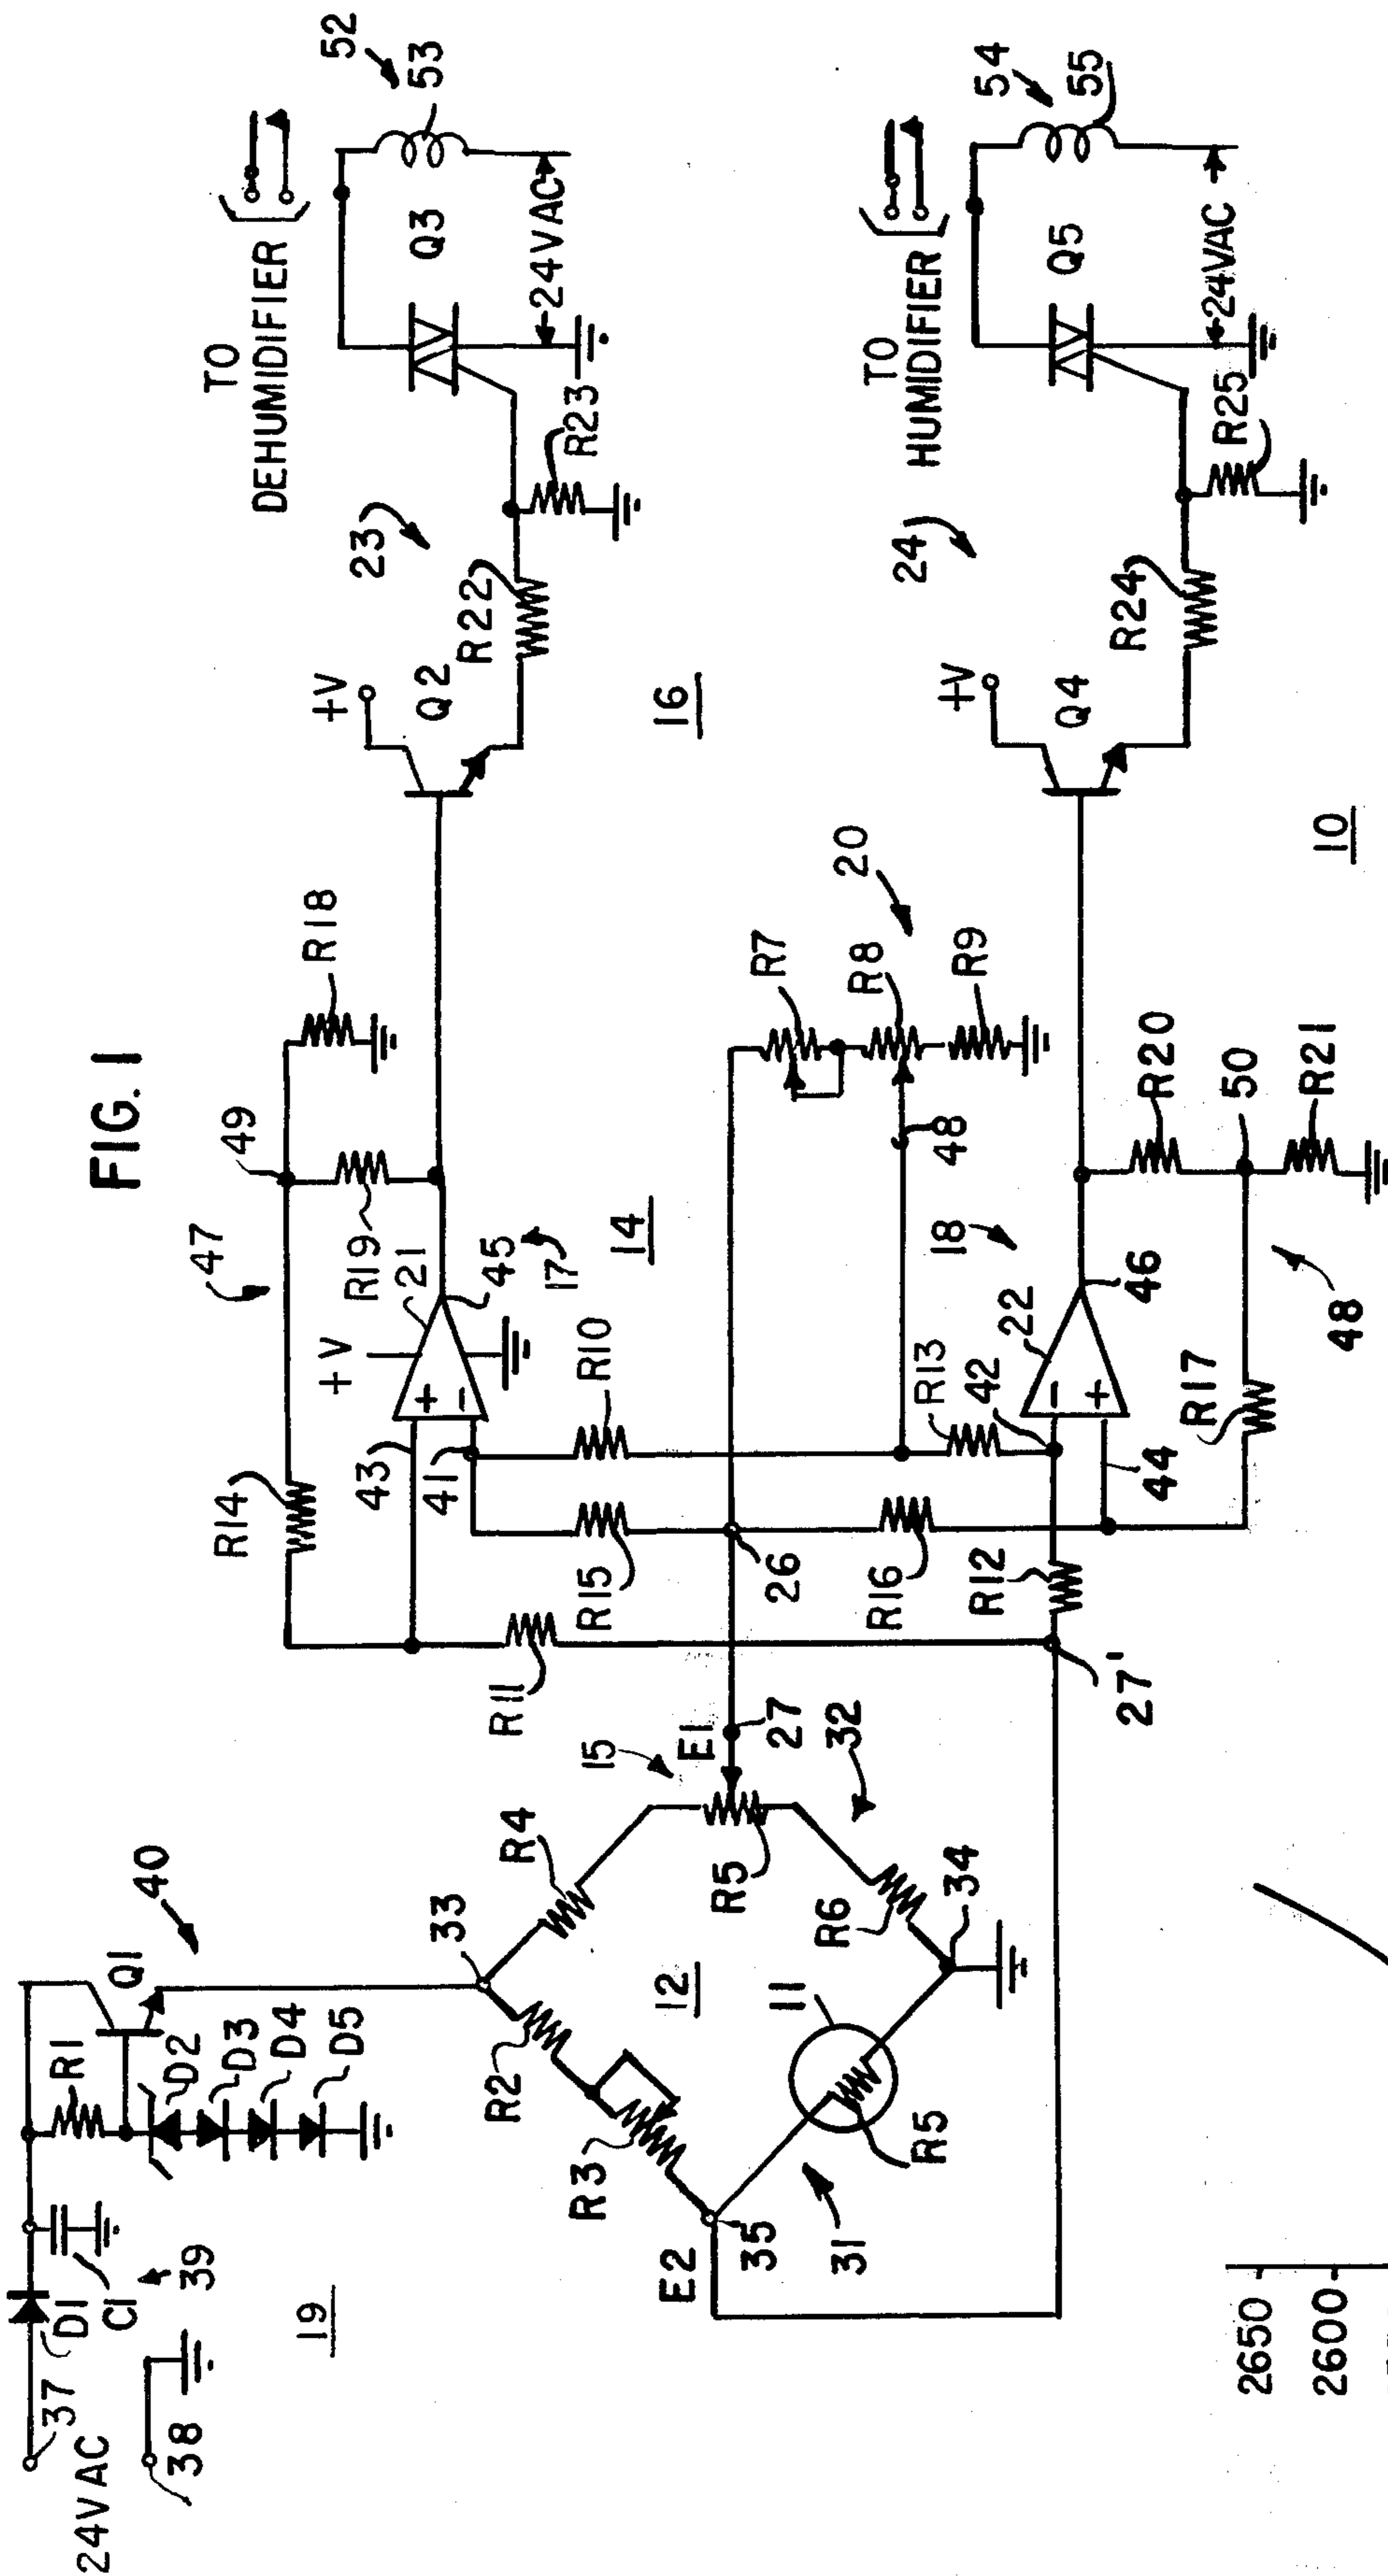 FIG. 1
24VAC
37
38
D1
C1
39
19
R1
Q1
40
D2
D3
D4
D5
33
R2
R4
R3
12
15
E1
27
R5
32
R6
34
11
R5
31
35
E2
47
49
R14
R18
R19
+V
21
43
41
45
17
14
R10
R15
R11
26
R16
R13
42
R12
27'
22
18
46
44
R17
48
R20
50
R21
48
R7
R8
R9
20
10
16
+V
Q2
R22
23
R23
Q3
TO
DEHUMIDIFIER
52
53
24VAC
+V
Q4
R24
24
R25
Q5
TO
HUMIDIFIER
54
55
24VAC
2650
2600